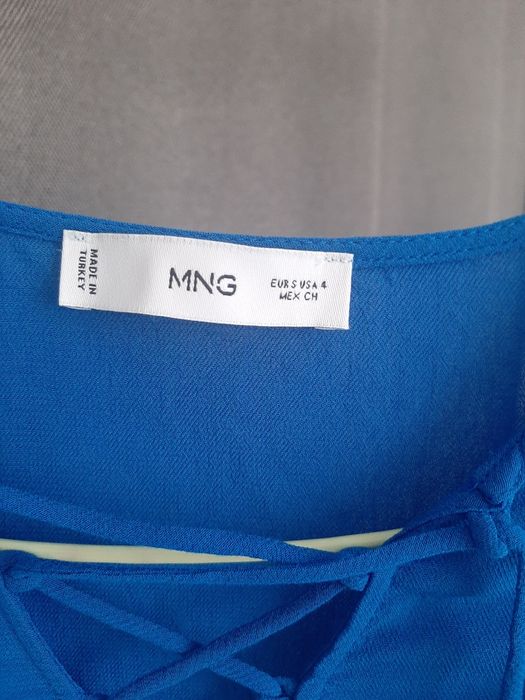 MADE IN
TURKEY
MNG
EUR S USA 4
MEX CH